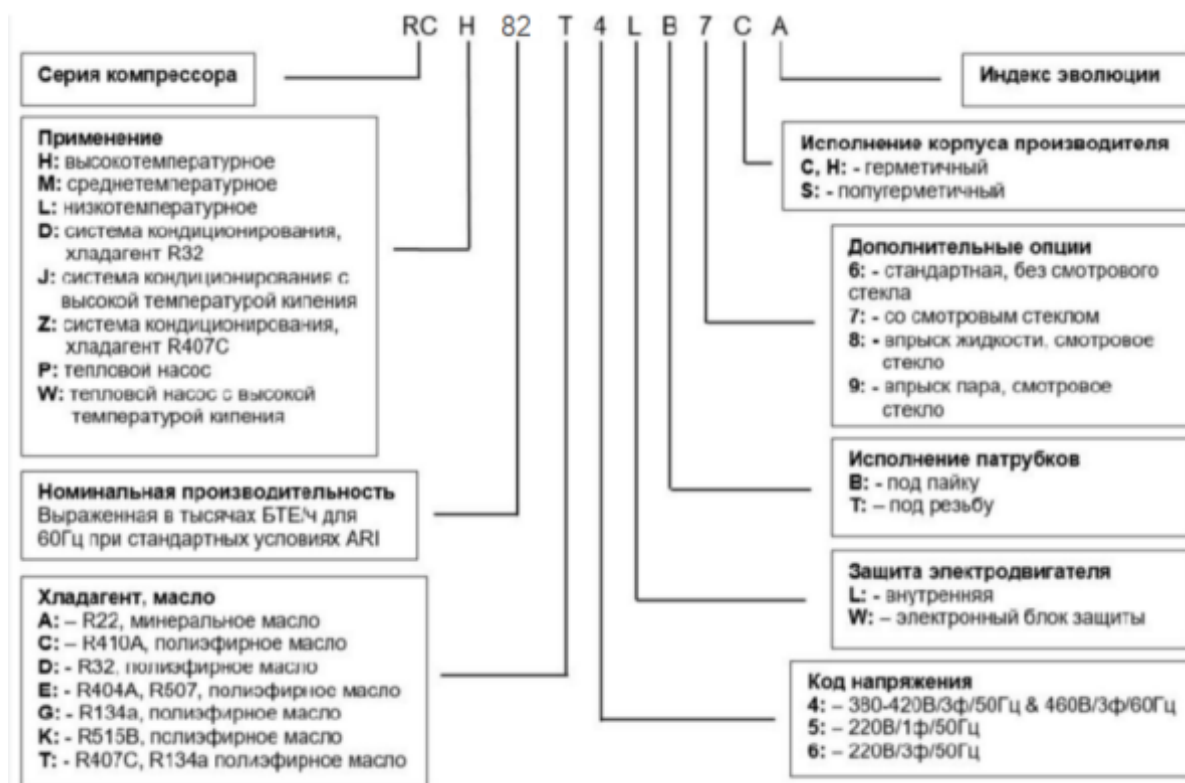 RC H 82 T 4 L B 7 C A
Серия компрессора
Применение
H: высокотемпературное
M: среднетемпературное
L: низкотемпературное
D: система кондиционирования,
хладагент R32
J: система кондиционирования с
высокой температурой кипения
Z: система кондиционирования,
хладагент R407C
P: тепловой насос
W: тепловой насос с высокой
температурой кипения
Номинальная производительность
Выраженная в тысячах БТЕ/ч для
60Гц при стандартных условиях ARI
Хладагент, масло
A: – R22, минеральное масло
C: – R410A, полиэфирное масло
D: - R32, полиэфирное масло
E: - R404A, R507, полиэфирное масло
G: - R134a, полиэфирное масло
K: - R515B, полиэфирное масло
T: - R407C, R134a полиэфирное масло
Индекс эволюции
Исполнение корпуса производителя
C, H: - герметичный
S: - полугерметичный
Дополнительные опции
6: - стандартная, без смотрового
стекла
7: - со смотровым стеклом
8: - впрыск жидкости, смотровое
стекло
9: - впрыск пара, смотровое
стекло
Исполнение патрубков
B: - под пайку
T: – под резьбу
Защита электродвигателя
L: - внутренняя
W: – электронный блок защиты
Код напряжения
4: – 380-420В/3ф/50Гц & 460В/3ф/60Гц
5: – 220В/1ф/50Гц
6: – 220В/3ф/50Гц